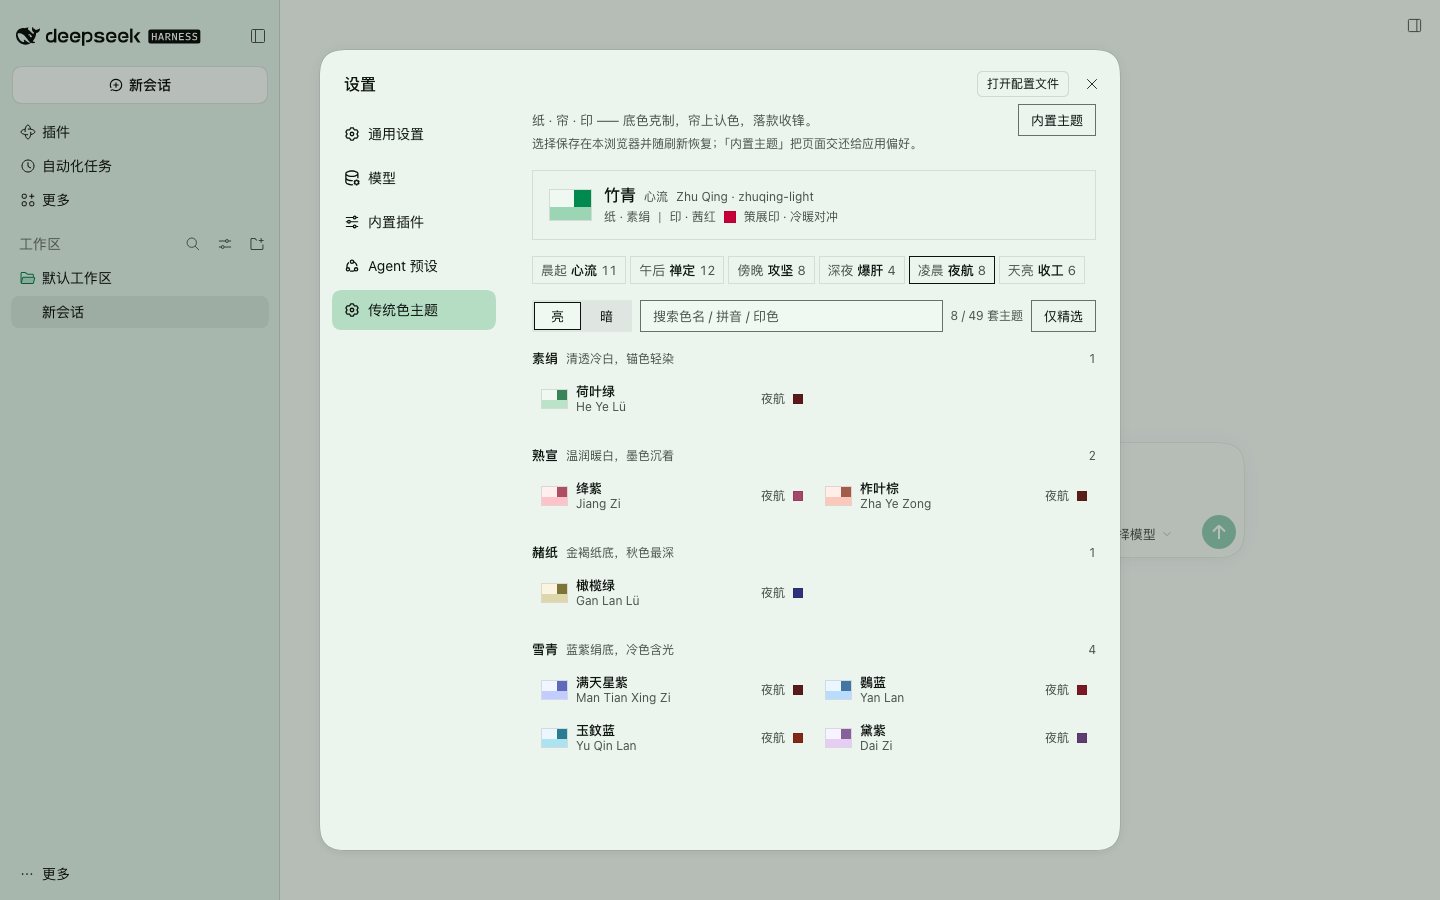 deepseek HARNESS
新会话
插件
自动化任务
更多
工作区
默认工作区
新会话
更多
设置
打开配置文件
通用设置
模型
内置插件
Agent 预设
传统色主题
纸 · 帘 · 印 —— 底色克制，帘上认色，落款收锋。
选择保存在本浏览器并随刷新恢复；「内置主题」把页面交还给应用偏好。
内置主题
竹青 心流 Zhu Qing · zhuqing-light
纸 · 素绢 | 印 · 茜红 策展印 · 冷暖对冲
晨起 心流 11 午后 禅定 12 傍晚 攻坚 8 深夜 爆肝 4 凌晨 夜航 8 天亮 收工 6
亮 暗 搜索色名 / 拼音 / 印色 8 / 49 套主题 仅精选
素绢 清透冷白，锚色轻染 1
荷叶绿 夜航
He Ye Lü
熟宣 温润暖白，墨色沉着 2
绛紫 夜航
Jiang Zi
柞叶棕 夜航
Zha Ye Zong
赭纸 金褐纸底，秋色最深 1
橄榄绿 夜航
Gan Lan Lü
雪青 蓝紫绢底，冷色含光 4
满天星紫 夜航
Man Tian Xing Zi
鷃蓝 夜航
Yan Lan
玉鈫蓝 夜航
Yu Qin Lan
黛紫 夜航
Dai Zi
择模型